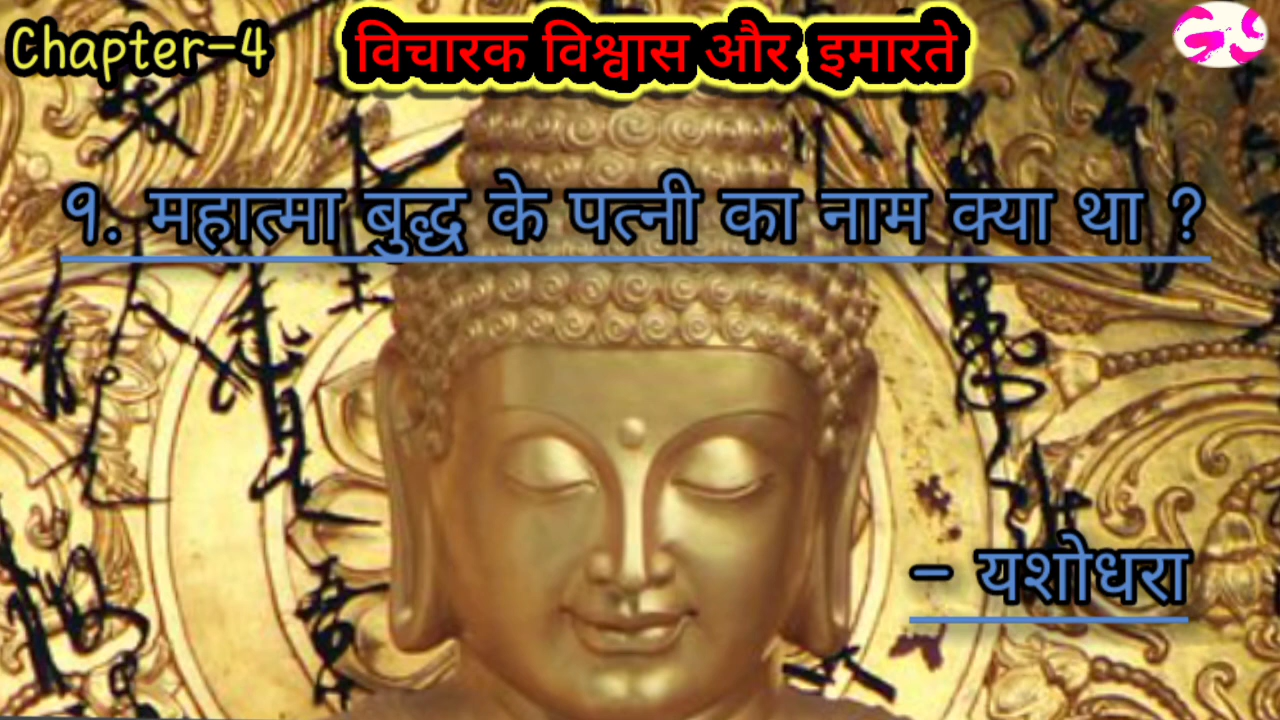 Chapter-4 विचारक विश्वास और इमारते
१. महात्मा बुद्ध के पत्नी का नाम क्या था ?
- यशोधरा